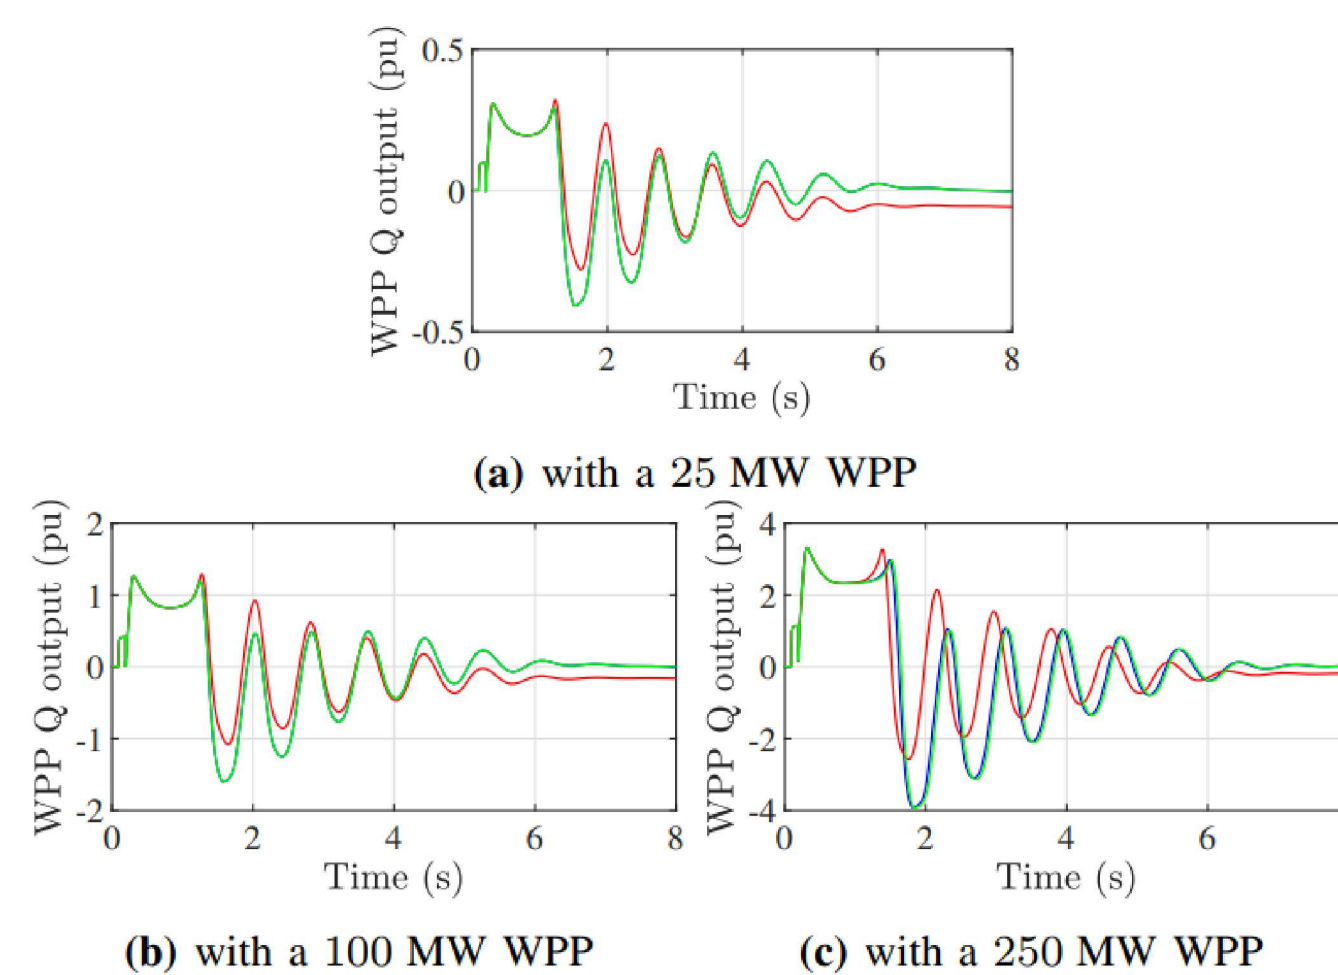 WPP Q output (pu)
0.5
0
-0.5
0 2 4 6 8
Time (s)
(a) with a 25 MW WPP
WPP Q output (pu)
2
1
0
-1
-2
0 2 4 6 8
Time (s)
(b) with a 100 MW WPP
WPP Q output (pu)
4
2
0
-2
-4
0 2 4 6
Time (s)
(c) with a 250 MW WPP